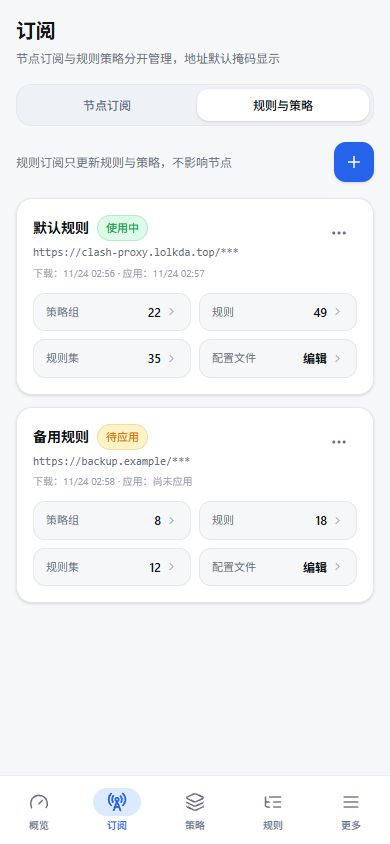 订阅
节点订阅与规则策略分开管理，地址默认掩码显示
节点订阅
规则与策略
规则订阅只更新规则与策略，不影响节点
默认规则 使用中
https://clash-proxy.lolkda.top/***
下载：11/24 02:56 · 应用：11/24 02:57
策略组 22
规则 49
规则集 35
配置文件 编辑
备用规则 待应用
https://backup.example/***
下载：11/24 02:58 · 应用：尚未应用
策略组 8
规则 18
规则集 12
配置文件 编辑
概览
订阅
策略
规则
更多